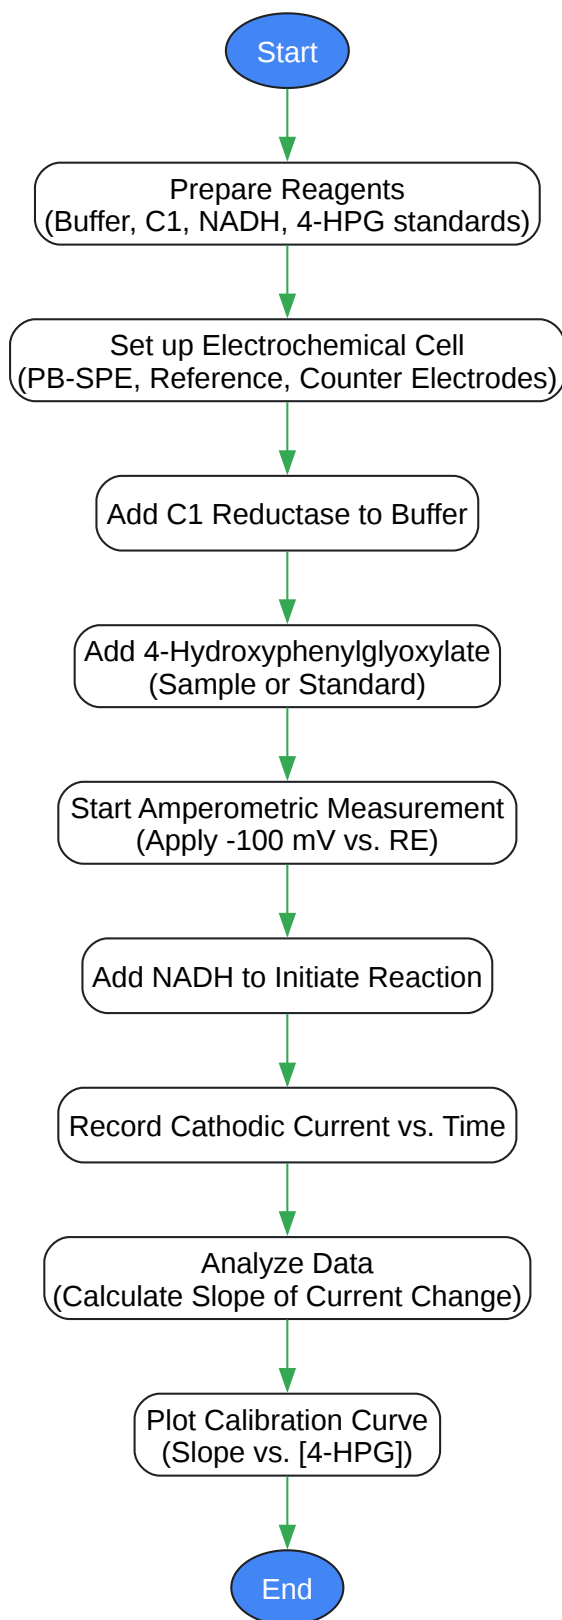 Start
Prepare Reagents
(Buffer, C1, NADH, 4-HPG standards)
Set up Electrochemical Cell
(PB-SPE, Reference, Counter Electrodes)
Add C1 Reductase to Buffer
Add 4-Hydroxyphenylglyoxylate
(Sample or Standard)
Start Amperometric Measurement
(Apply -100 mV vs. RE)
Add NADH to Initiate Reaction
Record Cathodic Current vs. Time
Analyze Data
(Calculate Slope of Current Change)
Plot Calibration Curve
(Slope vs. [4-HPG])
End